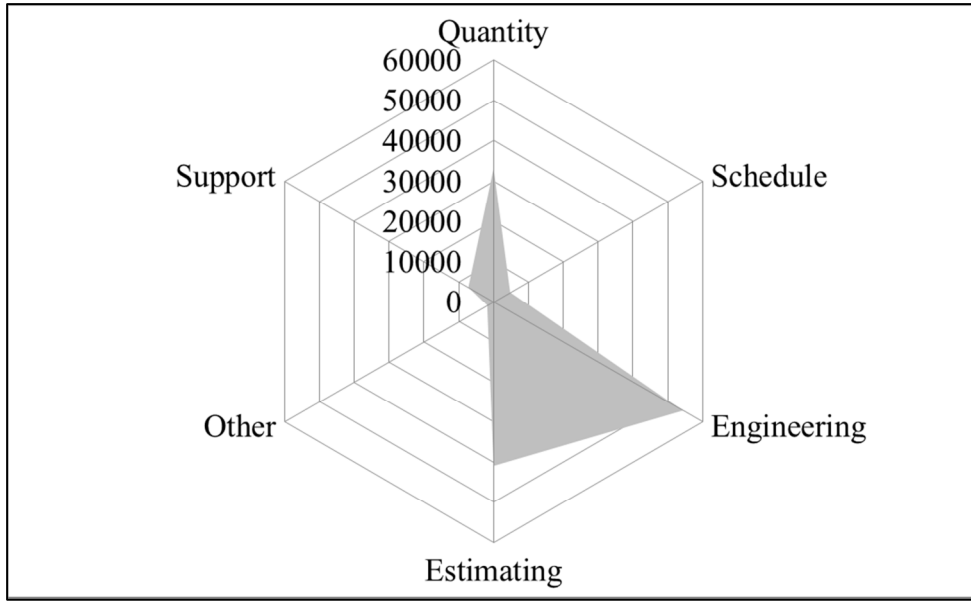 Quantity
60000
50000
40000
Support
Schedule
30000
20000
10000
0
Other
Engineering
Estimating